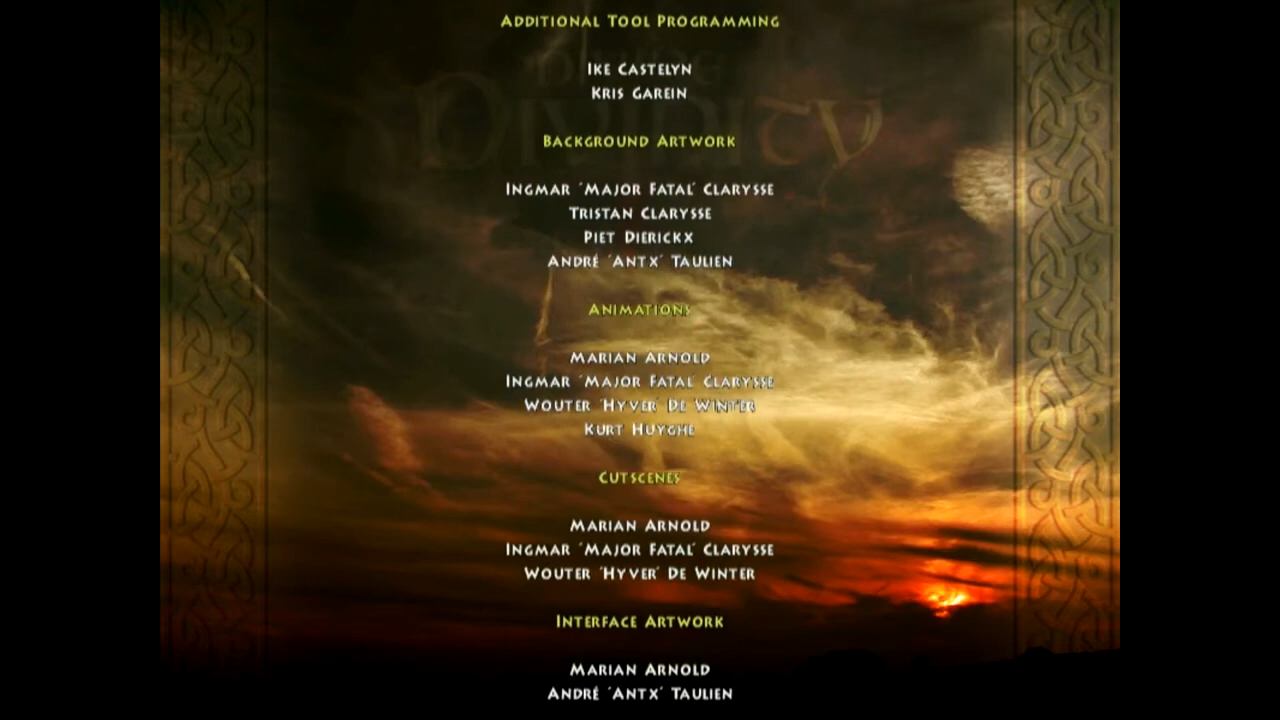 Divine
Divinity
Additional Tool Programming
Ike Castelyn
Kris Garein
Background Artwork
Ingmar 'Major Fatal' Clarysse
Tristan Clarysse
Piet Dierickx
André 'Antx' Taulien
Animations
Marian Arnold
Ingmar 'Major Fatal' Clarysse
Wouter 'Hyver' De Winter
Kurt Huyghe
Cutscenes
Marian Arnold
Ingmar 'Major Fatal' Clarysse
Wouter 'Hyver' De Winter
Interface Artwork
Marian Arnold
André 'Antx' Taulien